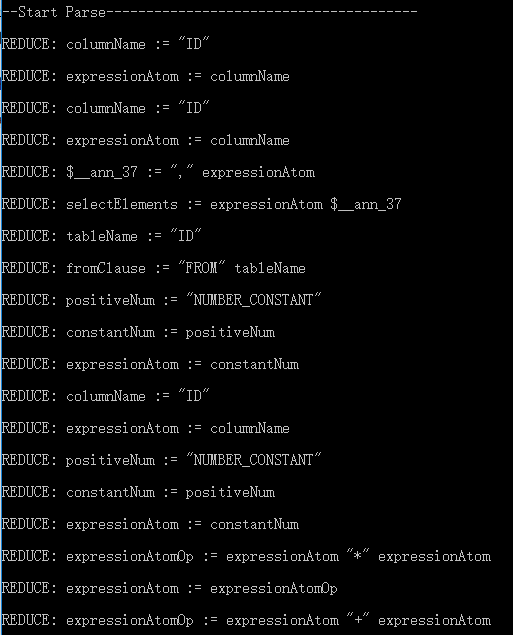 --Start Parse---------------------------------------
REDUCE: columnName := "ID"
REDUCE: expressionAtom := columnName
REDUCE: columnName := "ID"
REDUCE: expressionAtom := columnName
REDUCE: $__ann_37 := "," expressionAtom
REDUCE: selectElements := expressionAtom $__ann_37
REDUCE: tableName := "ID"
REDUCE: fromClause := "FROM" tableName
REDUCE: positiveNum := "NUMBER_CONSTANT"
REDUCE: constantNum := positiveNum
REDUCE: expressionAtom := constantNum
REDUCE: columnName := "ID"
REDUCE: expressionAtom := columnName
REDUCE: positiveNum := "NUMBER_CONSTANT"
REDUCE: constantNum := positiveNum
REDUCE: expressionAtom := constantNum
REDUCE: expressionAtomOp := expressionAtom "*" expressionAtom
REDUCE: expressionAtom := expressionAtomOp
REDUCE: expressionAtomOp := expressionAtom "+" expressionAtom